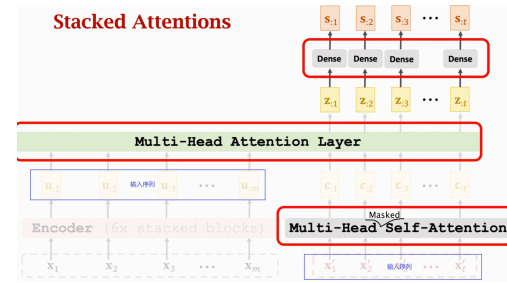 Stacked Attentions
s:1 s:2 s:3 ··· s:t
Dense Dense Dense Dense
z:1 z:2 z:3 ··· z:t
Multi-Head Attention Layer
u:1 u:2 u:3 ··· u:m
输入序列
c:1 c:2 c:3 ··· c:t
Masked
Encoder (6x stacked blocks)
Multi-Head Self-Attention
x1 x2 x3 ··· xm
x′1 x′2 输入序列 x′t